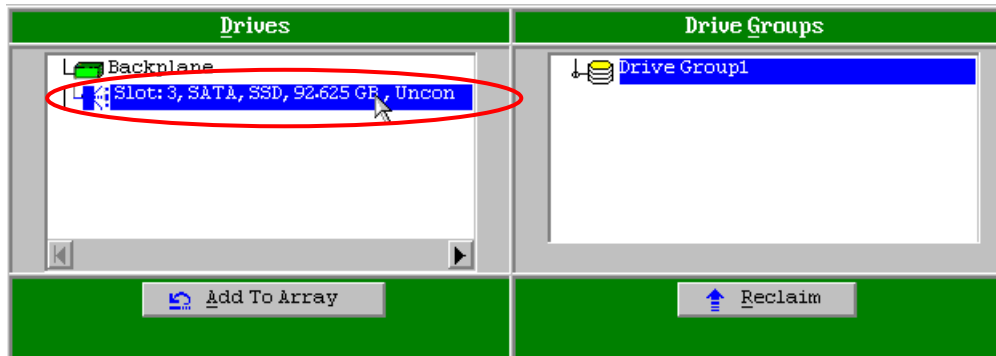 Drives
Drive Groups
Backplane
Slot: 3, SATA, SSD, 92.625 GB, Uncon
Drive Group1
Add To Array
Reclaim